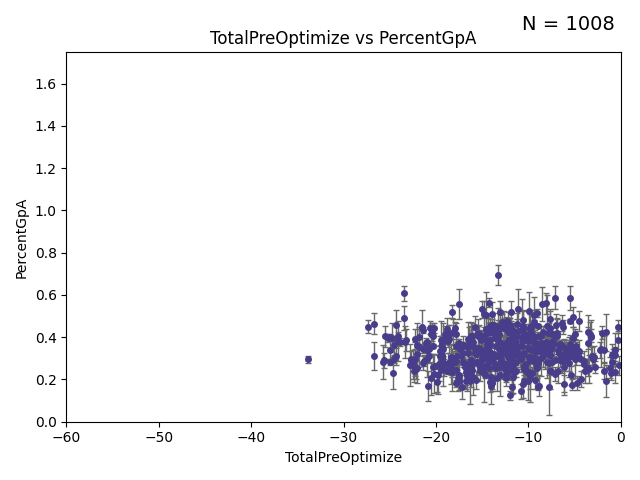 N = 1008
TotalPreOptimize vs PercentGpA
PercentGpA
1.6
1.4
1.2
1.0
0.8
0.6
0.4
0.2
0.0
−60 −50 −40 −30 −20 −10 0
TotalPreOptimize